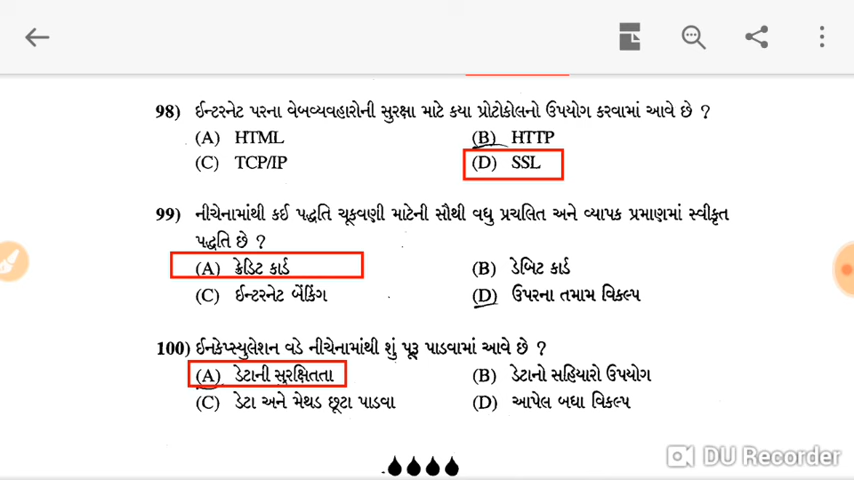 98) ઈન્ટરનેટ પરના વેબવ્યવહારોની સુરક્ષા માટે કયા પ્રોટોકોલનો ઉપયોગ કરવામાં આવે છે ?
(A) HTML (B) HTTP
(C) TCP/IP (D) SSL
99) નીચેનામાંથી કઈ પદ્ધતિ ચૂકવણી માટેની સૌથી વધુ પ્રચલિત અને વ્યાપક પ્રમાણમાં સ્વીકૃત
પદ્ધતિ છે ?
(A) ક્રેડિટ કાર્ડ (B) ડેબિટ કાર્ડ
(C) ઈન્ટરનેટ બેંકિંગ (D) ઉપરના તમામ વિકલ્પ
100) ઈનકેપ્સ્યુલેશન વડે નીચેનામાંથી શું પૂરૂ પાડવામાં આવે છે ?
(A) ડેટાની સુરક્ષિતતા (B) ડેટાનો સહિયારો ઉપયોગ
(C) ડેટા અને મેથડ છૂટા પાડવા (D) આપેલ બધા વિકલ્પ
DU Recorder